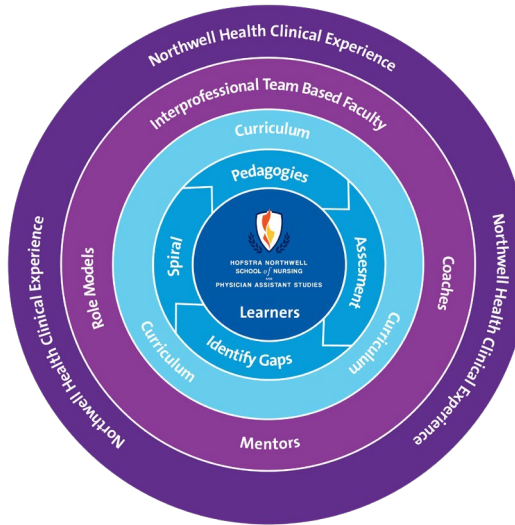 Northwell Health Clinical Experience
Interprofessional Team Based Faculty
Curriculum
Pedagogies
Northwell Health Clinical Experience
Role Models
Curriculum
Spiral
HOFSTRA NORTHWELL
SCHOOL of NURSING
AND
PHYSICIAN ASSISTANT STUDIES
Learners
Assesment
Curriculum
Coaches
Northwell Health Clinical Experience
Identify Gaps
Mentors